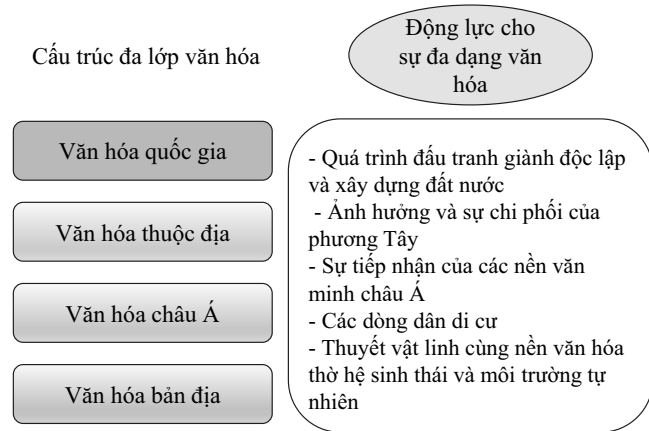 Cấu trúc đa lớp văn hóa
Động lực cho
sự đa dạng văn
hóa
Văn hóa quốc gia
Văn hóa thuộc địa
Văn hóa châu Á
Văn hóa bản địa
- Quá trình đấu tranh giành độc lập
và xây dựng đất nước
- Ảnh hưởng và sự chi phối của
phương Tây
- Sự tiếp nhận của các nền văn
minh châu Á
- Các dòng dân di cư
- Thuyết vật linh cùng nền văn hóa
thờ hệ sinh thái và môi trường tự
nhiên